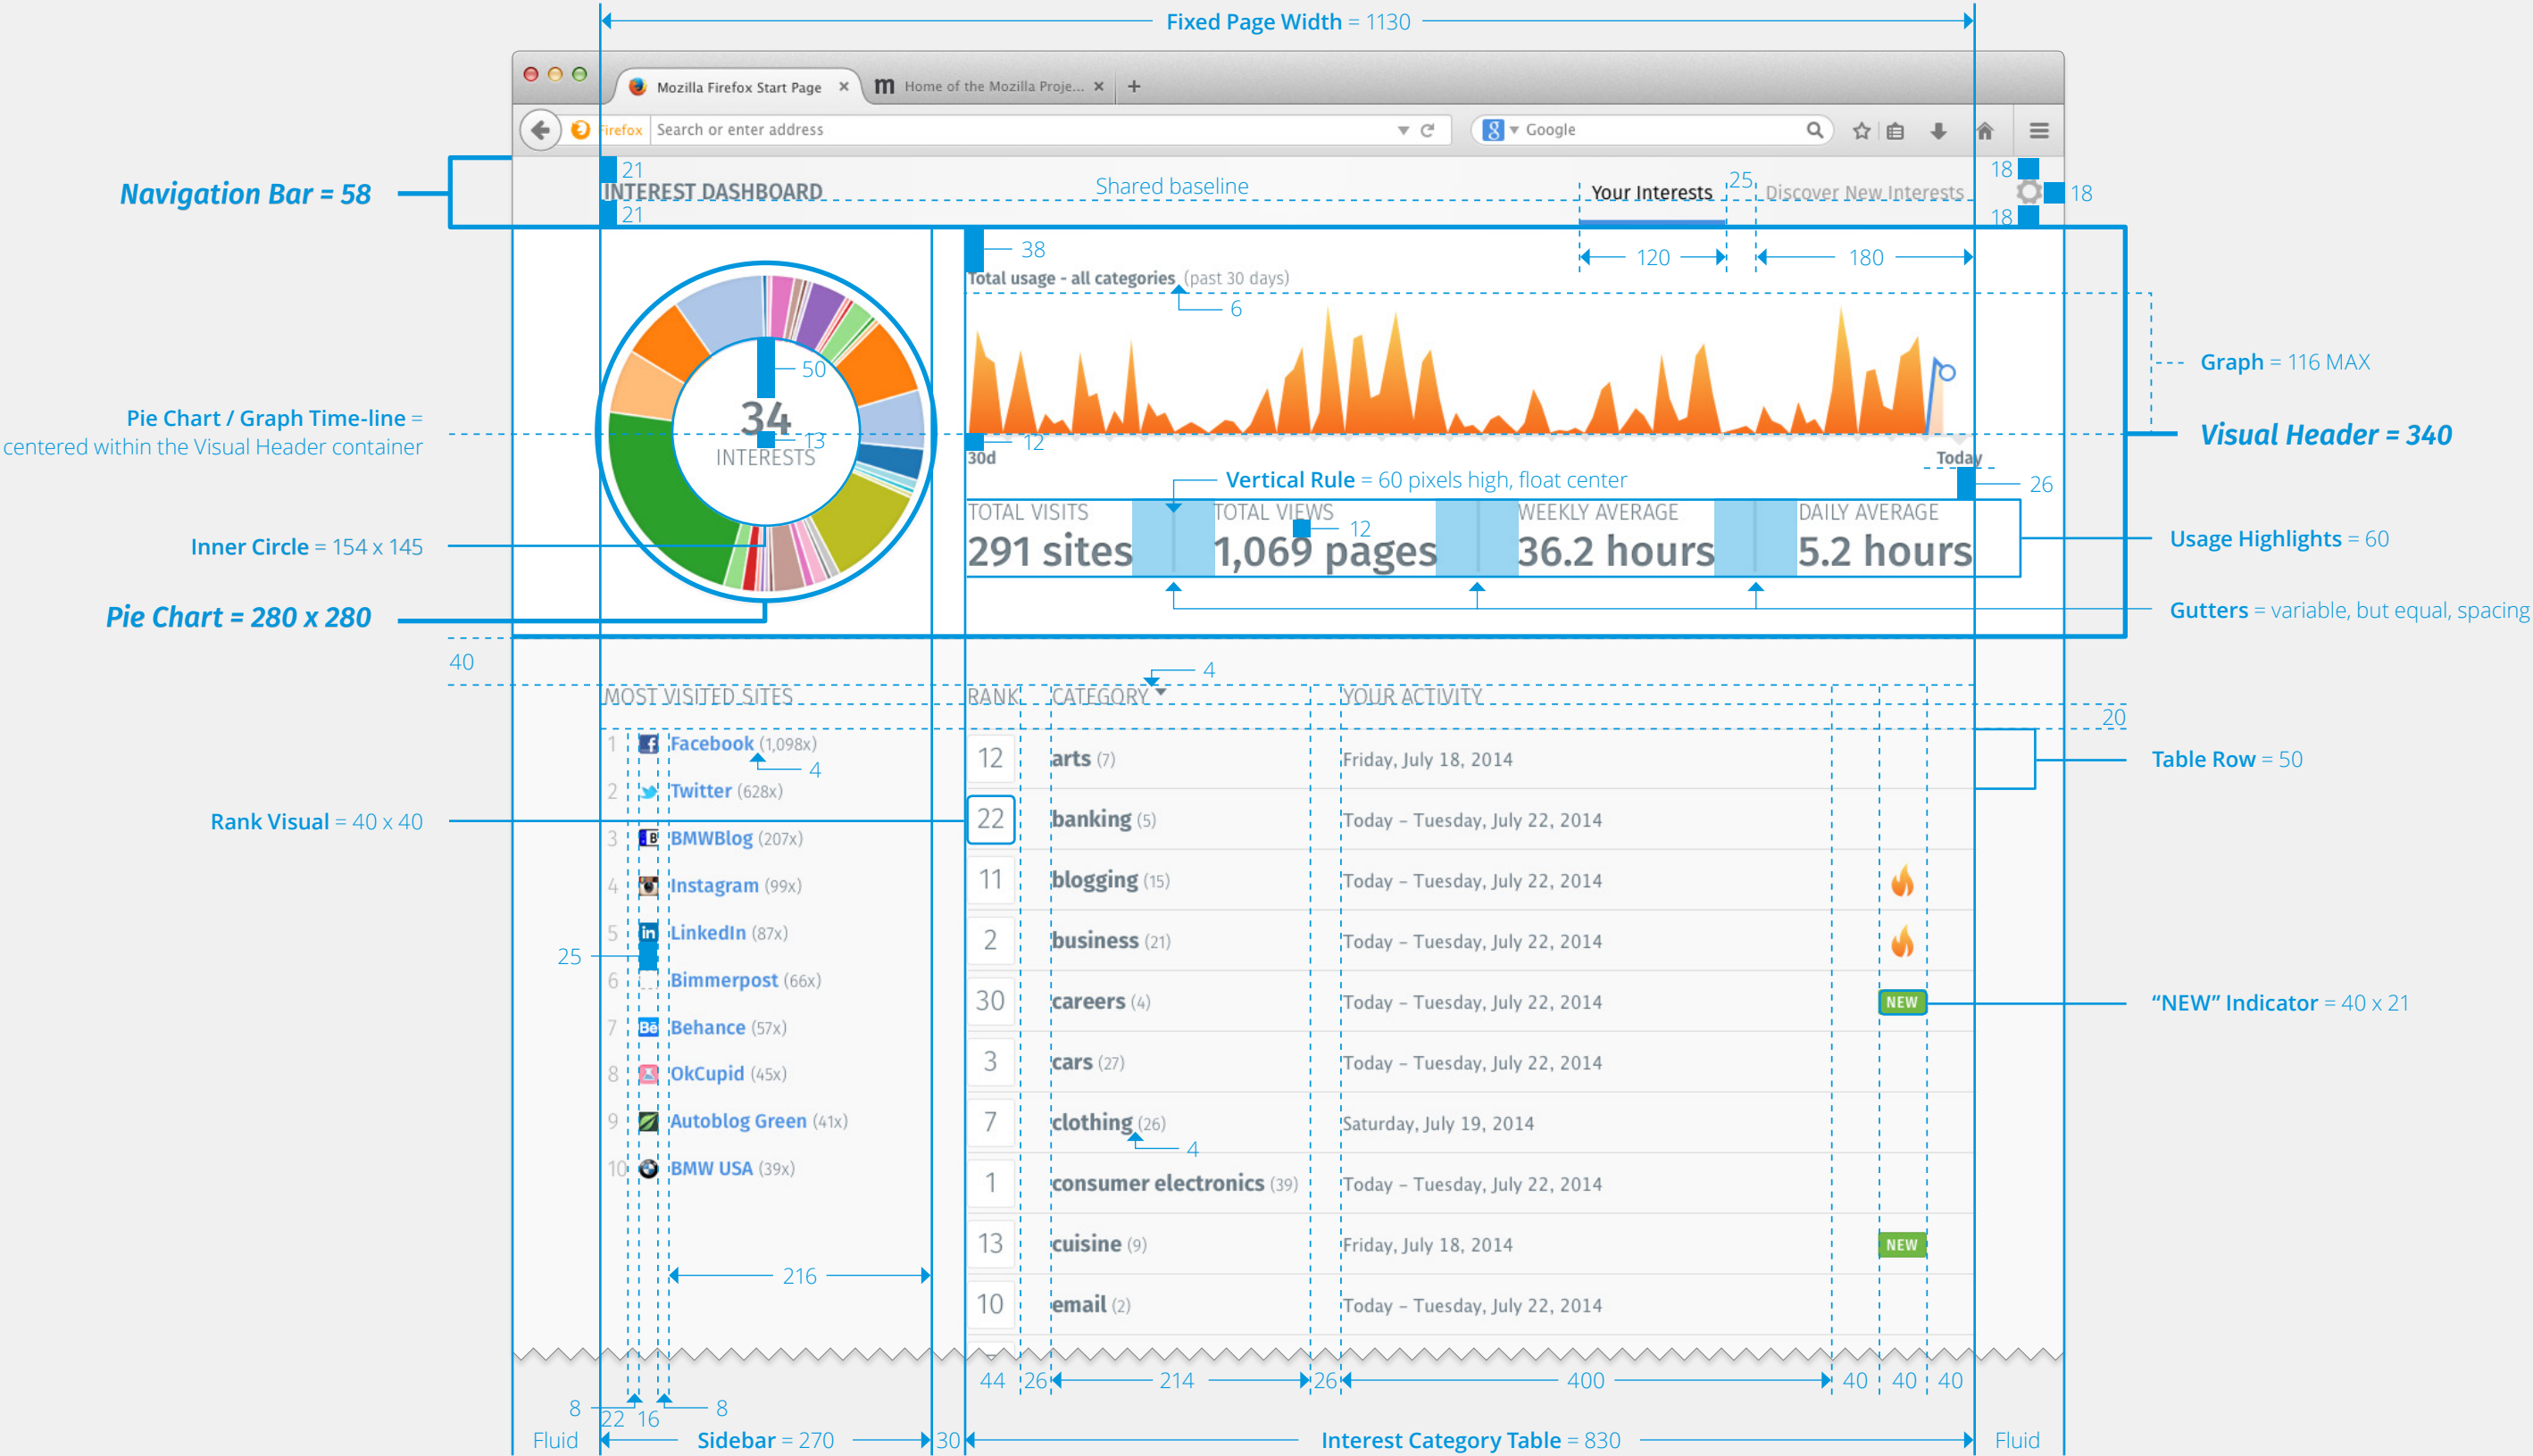 Fixed Page Width = 1130
Mozilla Firefox Start Page
m Home of the Mozilla Proje...
Firefox
Search or enter address
8 Google
Navigation Bar = 58
21
INTEREST DASHBOARD
21
Shared baseline
Your Interests
25
Discover New Interests
18
18
18
38
120
180
Total usage - all categories (past 30 days)
6
50
34
13
INTERESTS
Graph = 116 MAX
Pie Chart / Graph Time-line =
centered within the Visual Header container
Visual Header = 340
12
30d
Today
Vertical Rule = 60 pixels high, float center
26
TOTAL VISITS
291 sites
TOTAL VIEWS
12
1,069 pages
WEEKLY AVERAGE
36.2 hours
DAILY AVERAGE
5.2 hours
Inner Circle = 154 x 145
Usage Highlights = 60
Pie Chart = 280 x 280
Gutters = variable, but equal, spacing
40
4
MOST VISITED SITES
RANK
CATEGORY
YOUR ACTIVITY
20
1 f Facebook (1,098x)
4
2 Twitter (628x)
3 B BMWBlog (207x)
4 Instagram (99x)
5 in LinkedIn (87x)
25
6 Bimmerpost (66x)
7 Bē Behance (57x)
8 OkCupid (45x)
9 Autoblog Green (41x)
10 BMW USA (39x)
216
12 arts (7) Friday, July 18, 2014
Table Row = 50
Rank Visual = 40 x 40
22 banking (5) Today – Tuesday, July 22, 2014
11 blogging (15) Today – Tuesday, July 22, 2014
2 business (21) Today – Tuesday, July 22, 2014
30 careers (4) Today – Tuesday, July 22, 2014 NEW
“NEW” Indicator = 40 x 21
3 cars (27) Today – Tuesday, July 22, 2014
7 clothing (26) Saturday, July 19, 2014
4
1 consumer electronics (39) Today – Tuesday, July 22, 2014
13 cuisine (9) Friday, July 18, 2014 NEW
10 email (2) Today – Tuesday, July 22, 2014
44 26 214 26 400 40 40 40
8 22 16 8
Fluid
Sidebar = 270
30
Interest Category Table = 830
Fluid